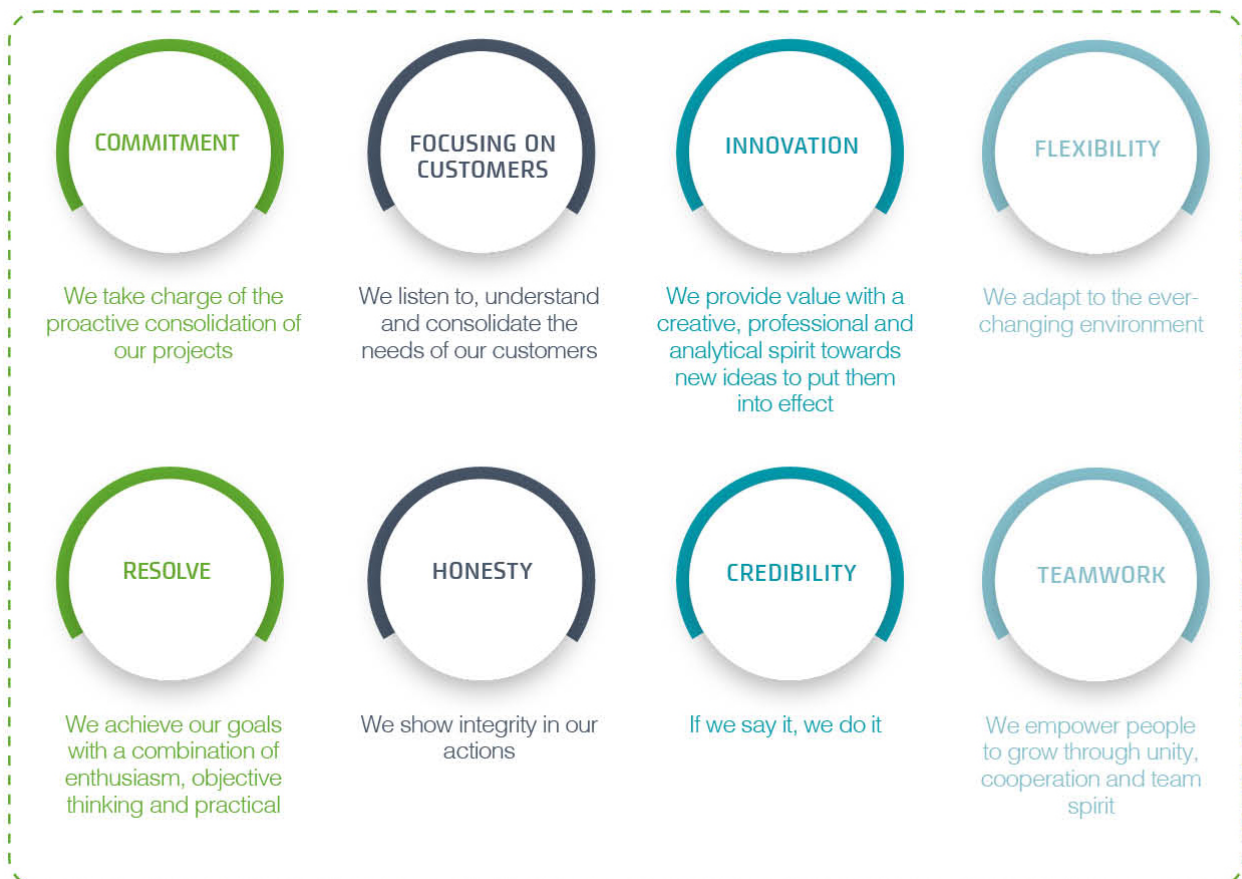 COMMITMENT
We take charge of the
proactive consolidation of
our projects
FOCUSING ON
CUSTOMERS
We listen to, understand
and consolidate the
needs of our customers
INNOVATION
We provide value with a
creative, professional and
analytical spirit towards
new ideas to put them
into effect
FLEXIBILITY
We adapt to the ever-
changing environment
RESOLVE
We achieve our goals
with a combination of
enthusiasm, objective
thinking and practical
HONESTY
We show integrity in our
actions
CREDIBILITY
If we say it, we do it
TEAMWORK
We empower people
to grow through unity,
cooperation and team
spirit